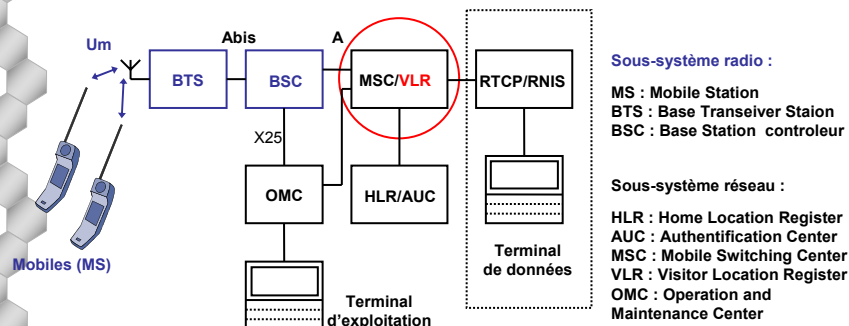 Um
Abis
A
BTS
BSC
MSC/VLR
RTCP/RNIS
X25
OMC
HLR/AUC
Mobiles (MS)
Terminal
d'exploitation
Terminal
de données
Sous-système radio :
MS : Mobile Station
BTS : Base Transeiver Staion
BSC : Base Station controleur
Sous-système réseau :
HLR : Home Location Register
AUC : Authentification Center
MSC : Mobile Switching Center
VLR : Visitor Location Register
OMC : Operation and
Maintenance Center